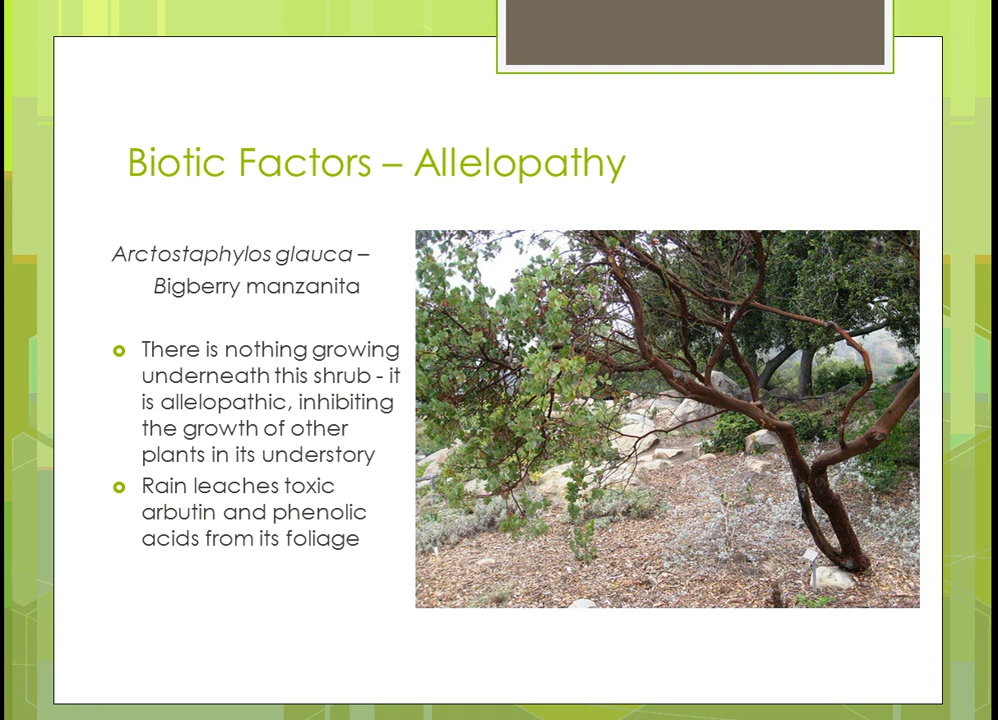 Biotic Factors – Allelopathy
Arctostaphylos glauca –
Bigberry manzanita
There is nothing growing
underneath this shrub - it
is allelopathic, inhibiting
the growth of other
plants in its understory
Rain leaches toxic
arbutin and phenolic
acids from its foliage